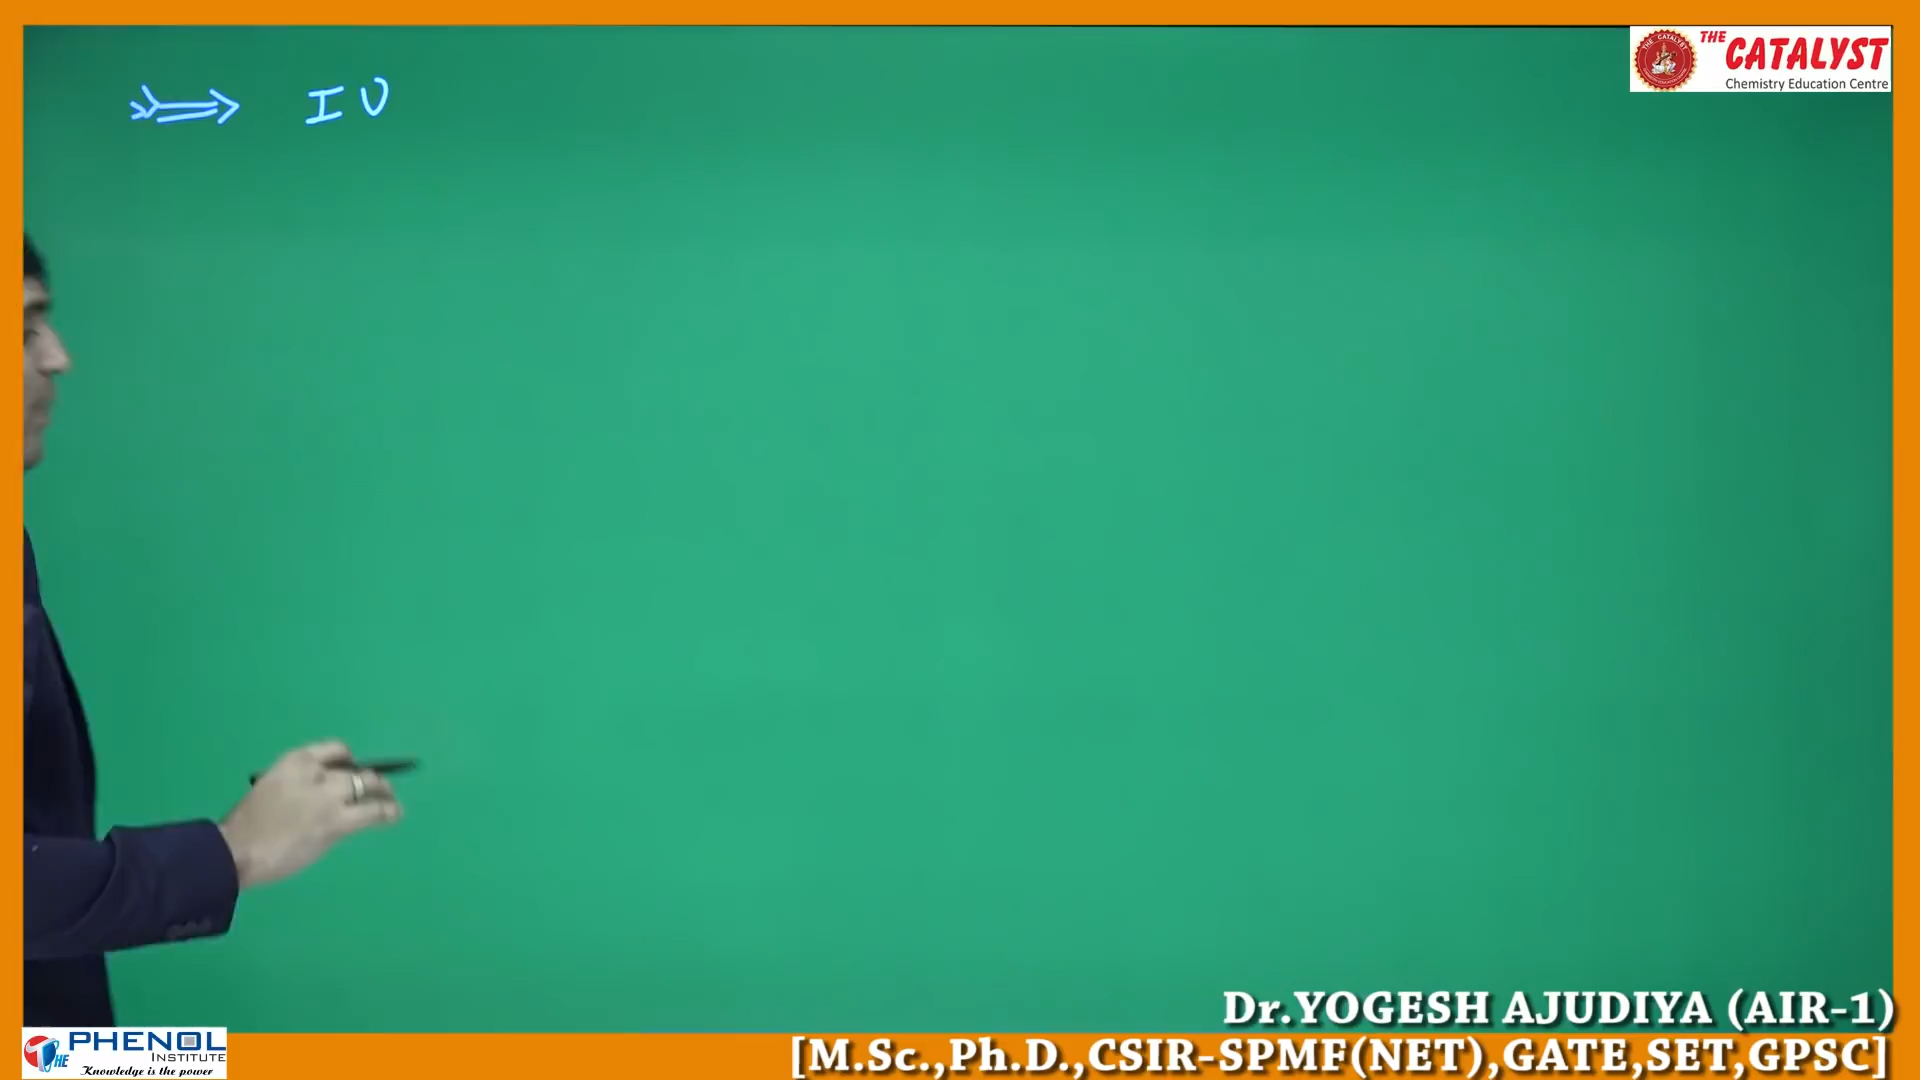 I U
THE
CATALYST
Chemistry Education Centre
Dr.YOGESH AJUDIYA (AIR-1)
[M.Sc.,Ph.D.,CSIR-SPMF(NET),GATE,SET,GPSC]
THE PHENOL
INSTITUTE
Knowledge is the power